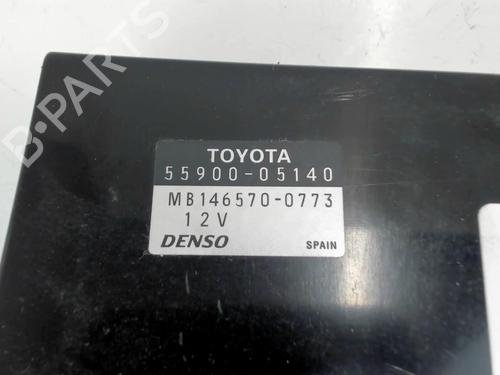 B-PARTS
TOYOTA
55900-05140
MB146570-0773
12V
DENSO SPAIN